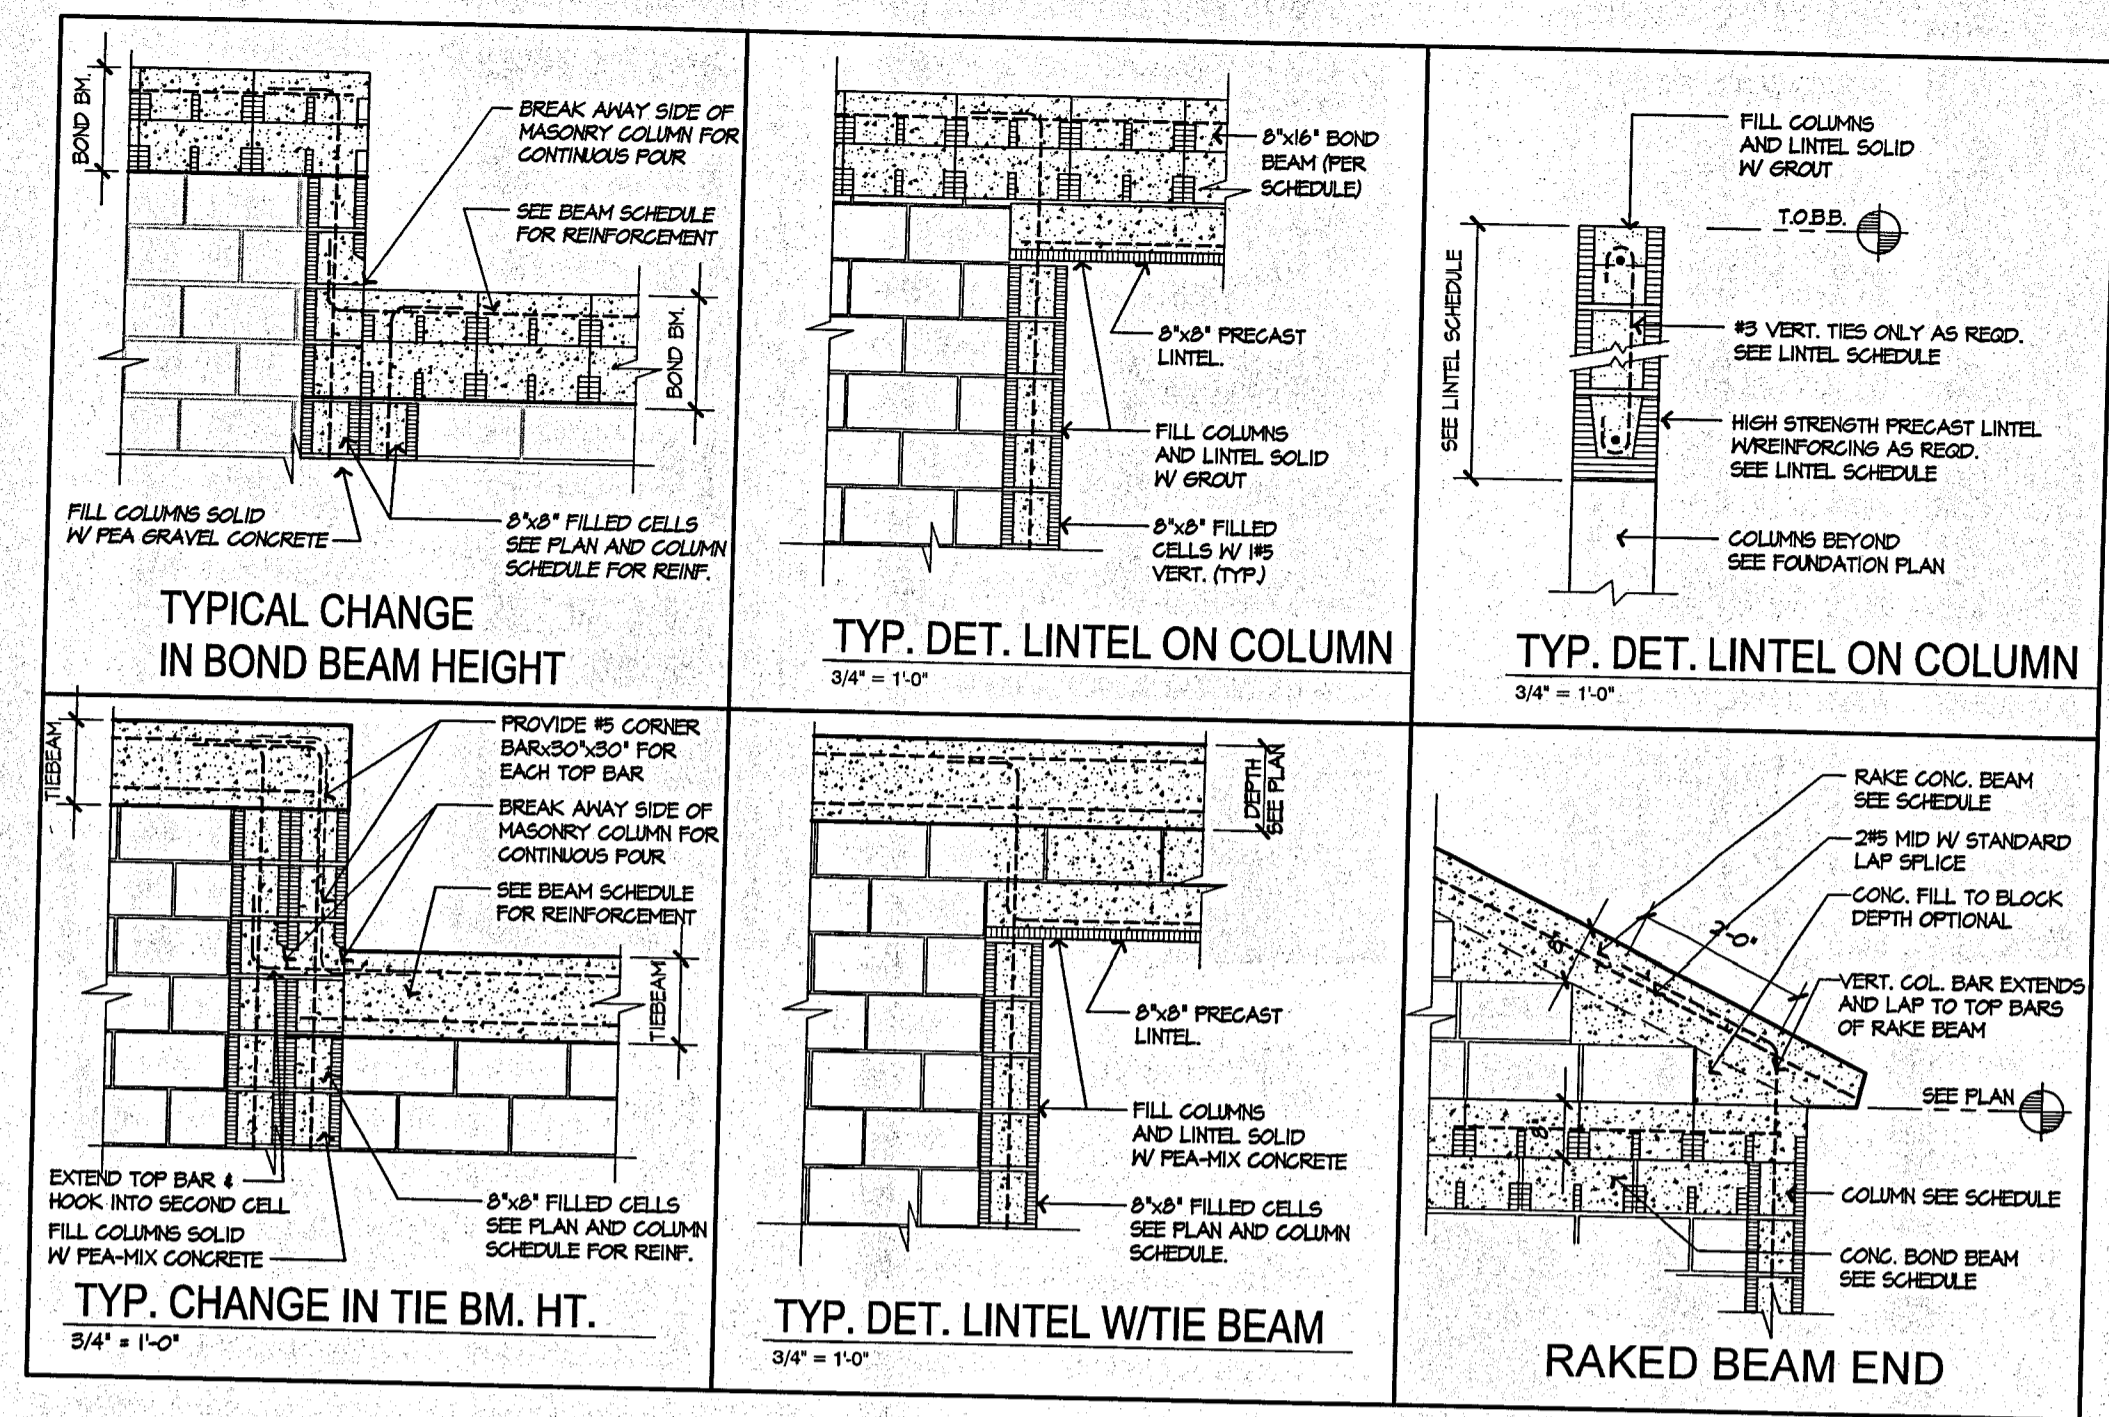 BOND BM.
BREAK AWAY SIDE OF
MASONRY COLUMN FOR
CONTINUOUS POUR
SEE BEAM SCHEDULE
FOR REINFORCEMENT
BOND BM.
FILL COLUMNS SOLID
W/ PEA GRAVEL CONCRETE
8"x8" FILLED CELLS
SEE PLAN AND COLUMN
SCHEDULE FOR REINF.
TYPICAL CHANGE
IN BOND BEAM HEIGHT
8"x16" BOND
BEAM (PER
SCHEDULE)
8"x8" PRECAST
LINTEL.
FILL COLUMNS
AND LINTEL SOLID
W/ GROUT
8"x8" FILLED
CELLS W/ 1#5
VERT. (TYP.)
TYP. DET. LINTEL ON COLUMN
3/4" = 1'-0"
FILL COLUMNS
AND LINTEL SOLID
W/ GROUT
T.O.B.B.
SEE LINTEL SCHEDULE
#3 VERT. TIES ONLY AS REQD.
SEE LINTEL SCHEDULE
HIGH STRENGTH PRECAST LINTEL
W/REINFORCING AS REQD.
SEE LINTEL SCHEDULE
COLUMNS BEYOND
SEE FOUNDATION PLAN
TYP. DET. LINTEL ON COLUMN
3/4" = 1'-0"
TIEBEAM
PROVIDE #5 CORNER
BARx30"x30" FOR
EACH TOP BAR
BREAK AWAY SIDE OF
MASONRY COLUMN FOR
CONTINUOUS POUR
SEE BEAM SCHEDULE
FOR REINFORCEMENT
TIEBEAM
EXTEND TOP BAR &
HOOK INTO SECOND CELL
FILL COLUMNS SOLID
W/ PEA-MIX CONCRETE
8"x8" FILLED CELLS
SEE PLAN AND COLUMN
SCHEDULE FOR REINF.
TYP. CHANGE IN TIE BM. HT.
3/4" = 1'-0"
DEPTH
SEE PLAN
8"x8" PRECAST
LINTEL.
FILL COLUMNS
AND LINTEL SOLID
W/ PEA-MIX CONCRETE
8"x8" FILLED CELLS
SEE PLAN AND COLUMN
SCHEDULE.
TYP. DET. LINTEL W/TIE BEAM
3/4" = 1'-0"
RAKE CONC. BEAM
SEE SCHEDULE
2#5 MID W/ STANDARD
LAP SPLICE
CONC. FILL TO BLOCK
DEPTH OPTIONAL
2'-0"
VERT. COL. BAR EXTENDS
AND LAP TO TOP BARS
OF RAKE BEAM
SEE PLAN
8"
COLUMN SEE SCHEDULE
CONC. BOND BEAM
SEE SCHEDULE
RAKED BEAM END